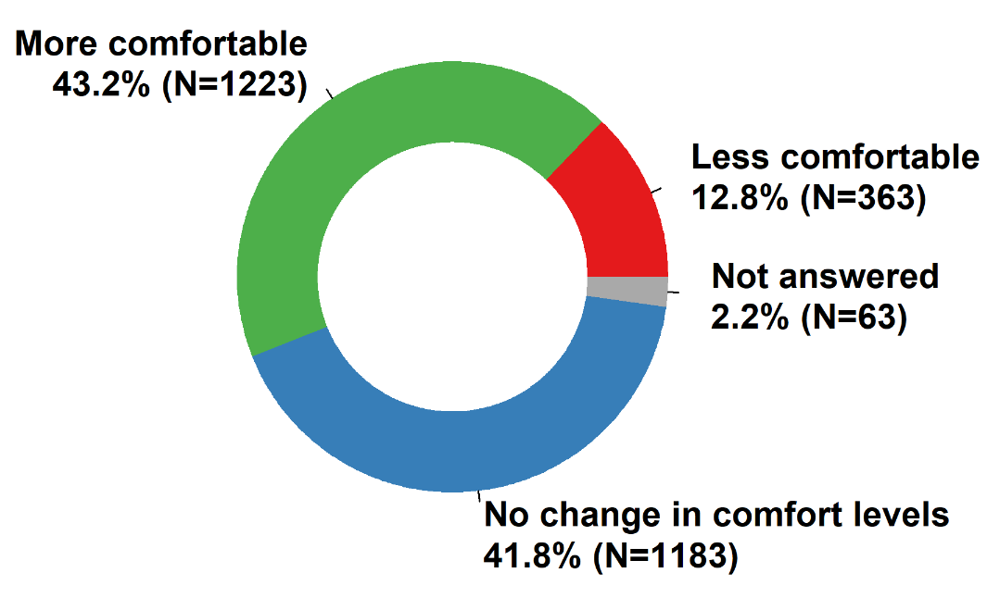 More comfortable
43.2% (N=1223)
Less comfortable
12.8% (N=363)
Not answered
2.2% (N=63)
No change in comfort levels
41.8% (N=1183)